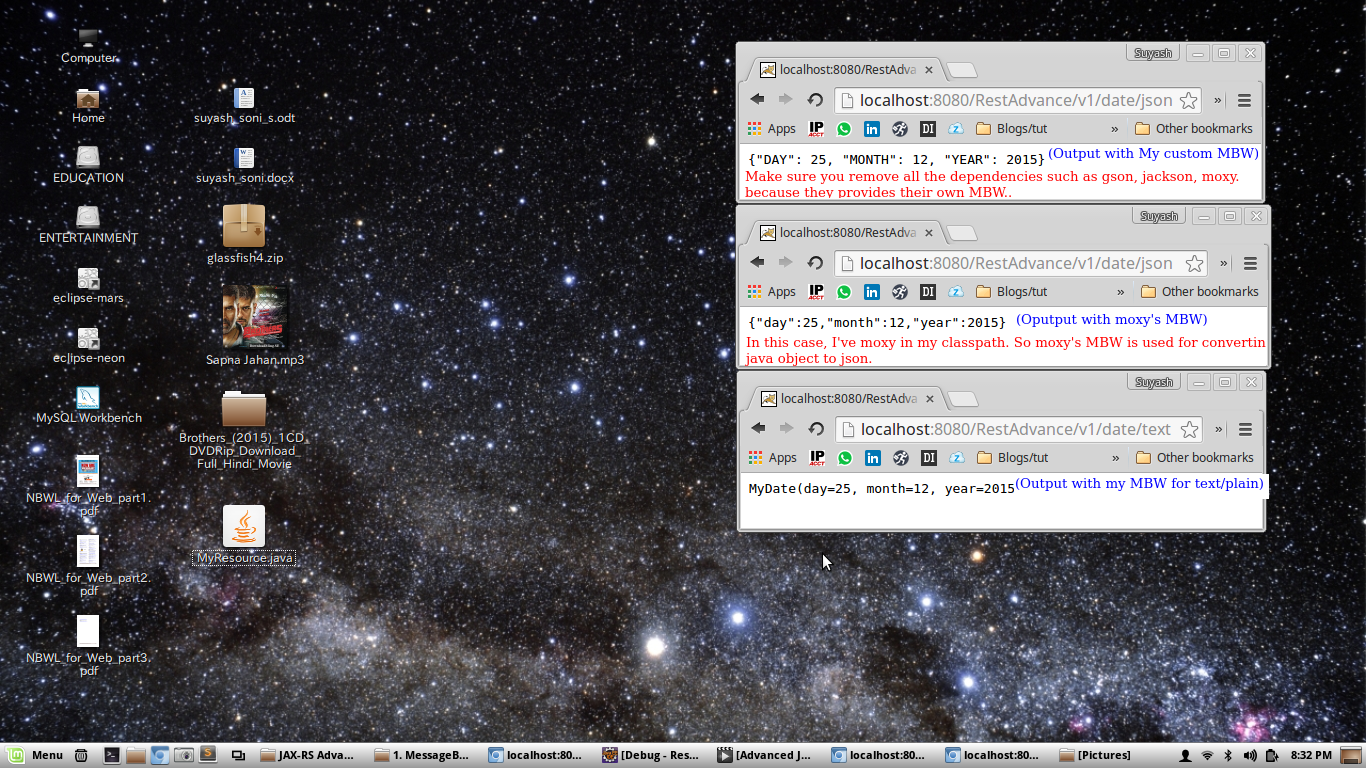 Computer
Home
EDUCATION
ENTERTAINMENT
eclipse-mars
eclipse-neon
MySQL Workbench
NBWL_for_Web_part1.
pdf
NBWL_for_Web_part2.
pdf
NBWL_for_Web_part3.
pdf
suyash_soni_s.odt
suyash_soni.docx
glassfish4.zip
Sapna Jahan.mp3
Brothers_(2015)_1CD_
DVDRip_Download_
Full_Hindi_Movie
MyResource.java
Suyash
localhost:8080/RestAdva
localhost:8080/RestAdvance/v1/date/json
Apps IP ACCT in DI z Blogs/tut » Other bookmarks
{"DAY": 25, "MONTH": 12, "YEAR": 2015} (Output with My custom MBW)
Make sure you remove all the dependencies such as gson, jackson, moxy.
because they provides their own MBW..
Suyash
localhost:8080/RestAdva
localhost:8080/RestAdvance/v1/date/json
Apps IP ACCT in DI z Blogs/tut » Other bookmarks
{"day":25,"month":12,"year":2015} (Oputput with moxy's MBW)
In this case, I've moxy in my classpath. So moxy's MBW is used for convertin
java object to json.
Suyash
localhost:8080/RestAdva
localhost:8080/RestAdvance/v1/date/text
Apps IP ACCT in DI z Blogs/tut » Other bookmarks
MyDate(day=25, month=12, year=2015 (Output with my MBW for text/plain)
Menu JAX-RS Adva... 1. MessageB... localhost:80... [Debug - Res... [Advanced J... localhost:80... localhost:80... [Pictures] 8:32 PM